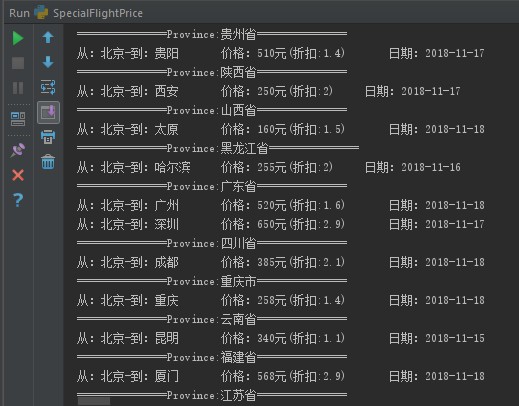 Run SpecialFlightPrice
══════════Province:贵州省══════════
从: 北京-到: 贵阳 价格: 510元(折扣:1.4) 日期: 2018-11-17
══════════Province:陕西省══════════
从: 北京-到: 西安 价格: 250元(折扣:2) 日期: 2018-11-17
══════════Province:山西省══════════
从: 北京-到: 太原 价格: 160元(折扣:1.5) 日期: 2018-11-18
══════════Province:黑龙江省══════════
从: 北京-到: 哈尔滨 价格: 255元(折扣:2) 日期: 2018-11-16
══════════Province:广东省══════════
从: 北京-到: 广州 价格: 520元(折扣:1.6) 日期: 2018-11-18
从: 北京-到: 深圳 价格: 650元(折扣:2.9) 日期: 2018-11-17
══════════Province:四川省══════════
从: 北京-到: 成都 价格: 385元(折扣:2.1) 日期: 2018-11-18
══════════Province:重庆市══════════
从: 北京-到: 重庆 价格: 258元(折扣:1.4) 日期: 2018-11-18
══════════Province:云南省══════════
从: 北京-到: 昆明 价格: 340元(折扣:1.1) 日期: 2018-11-15
══════════Province:福建省══════════
从: 北京-到: 厦门 价格: 568元(折扣:2.9) 日期: 2018-11-18
══════════Province:江苏省══════════